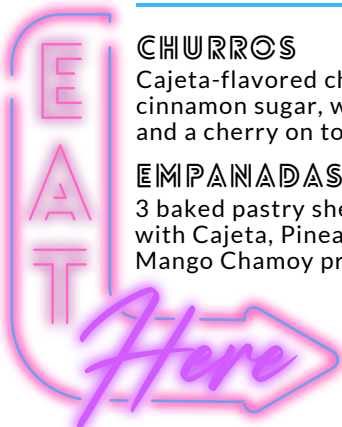 EAT
Here
CHURROS
Cajeta-flavored ch
cinnamon sugar, w
and a cherry on to
EMPANADAS
3 baked pastry she
with Cajeta, Pinea
Mango Chamoy pr